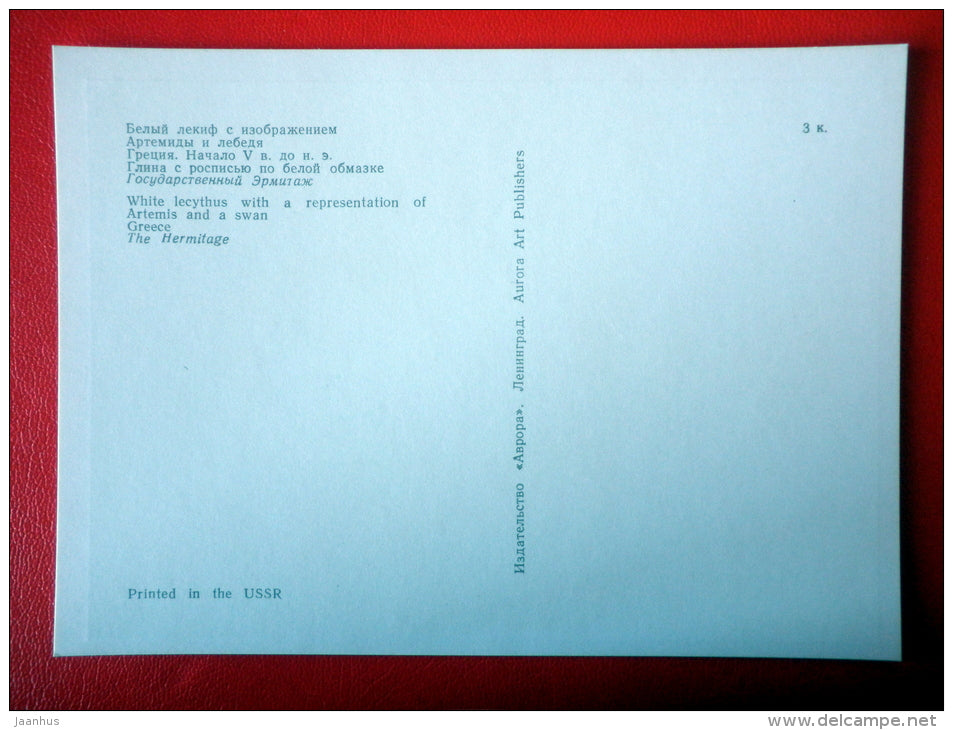 Белый лекиф с изображением
Артемиды и лебедя
Греция. Начало V в. до н. э.
Глина с росписью по белой обмазке
Государственный Эрмитаж
White lecythus with a representation of
Artemis and a swan
Greece
The Hermitage
Printed in the USSR
Издательство «Аврора». Ленинград. Aurora Art Publishers
3 к.
jaanhus
www.delcampe.net